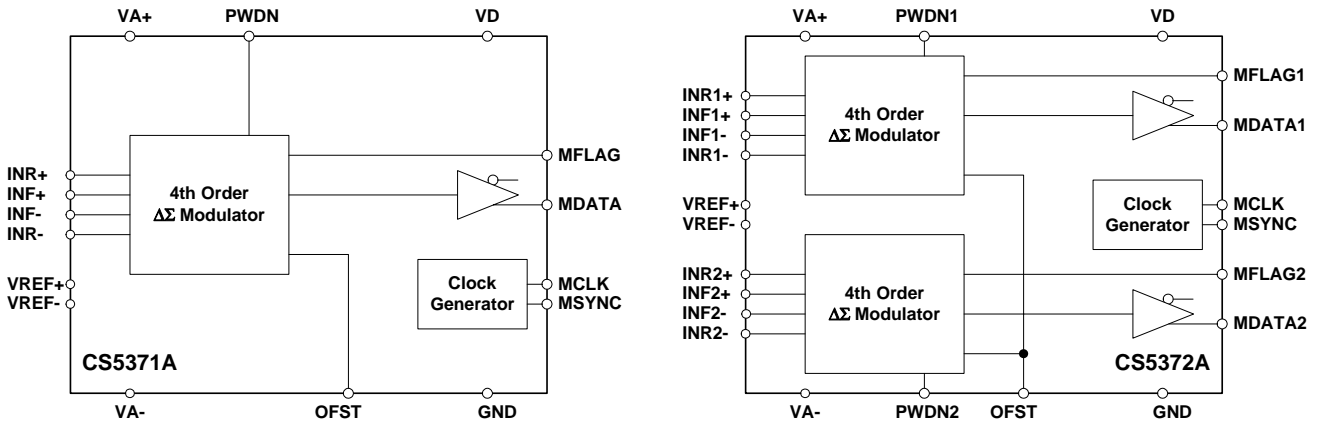 VA+
PWDN
VD
INR+
INF+
INF-
INR-
VREF+
VREF-
4th Order
ΔΣ Modulator
MFLAG
MDATA
Clock
Generator
MCLK
MSYNC
CS5371A
VA-
OFST
GND
VA+
PWDN1
VD
INR1+
INF1+
INF1-
INR1-
4th Order
ΔΣ Modulator
MFLAG1
MDATA1
VREF+
VREF-
Clock
Generator
MCLK
MSYNC
INR2+
INF2+
INF2-
INR2-
4th Order
ΔΣ Modulator
MFLAG2
MDATA2
CS5372A
VA-
PWDN2
OFST
GND